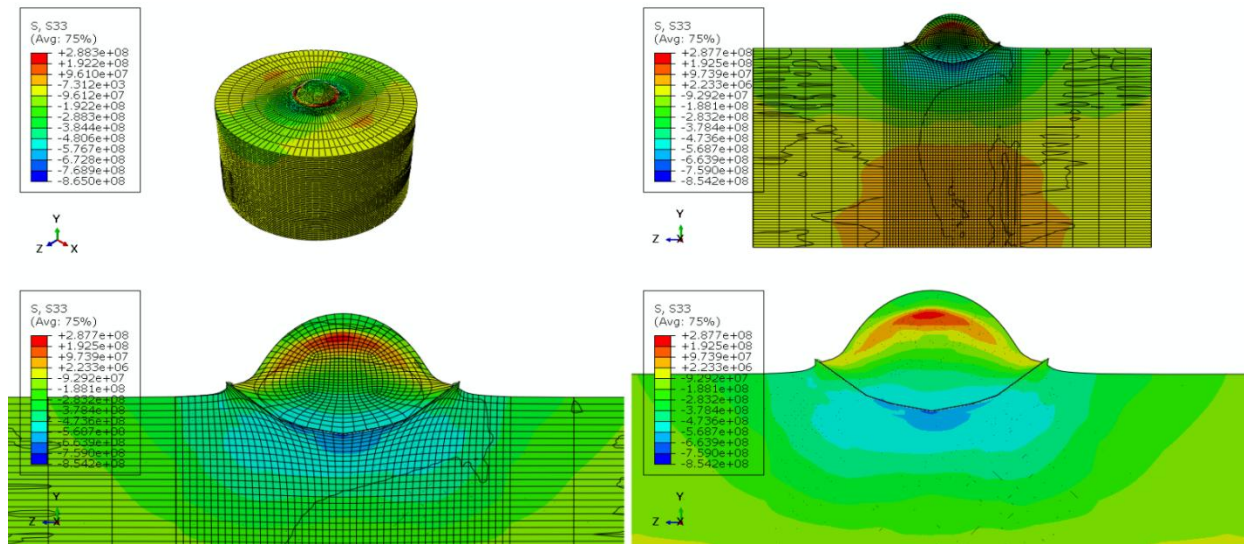 S, S33
(Avg: 75%)
+2.883e+08
+1.922e+08
+9.610e+07
-7.312e+03
-9.612e+07
-1.922e+08
-2.883e+08
-3.844e+08
-4.806e+08
-5.767e+08
-6.728e+08
-7.689e+08
-8.650e+08
Y
Z
X
S, S33
(Avg: 75%)
+2.877e+08
+1.925e+08
+9.739e+07
+2.233e+06
-9.292e+07
-1.881e+08
-2.832e+08
-3.784e+08
-4.736e+08
-5.687e+08
-6.639e+08
-7.590e+08
-8.542e+08
Y
Z
X
S, S33
(Avg: 75%)
+2.877e+08
+1.925e+08
+9.739e+07
+2.233e+06
-9.292e+07
-1.881e+08
-2.832e+08
-3.784e+08
-4.736e+08
-5.687e+08
-6.639e+08
-7.590e+08
-8.542e+08
Y
Z
X
S, S33
(Avg: 75%)
+2.877e+08
+1.925e+08
+9.739e+07
+2.233e+06
-9.292e+07
-1.881e+08
-2.832e+08
-3.784e+08
-4.736e+08
-5.687e+08
-6.639e+08
-7.590e+08
-8.542e+08
Y
Z
X